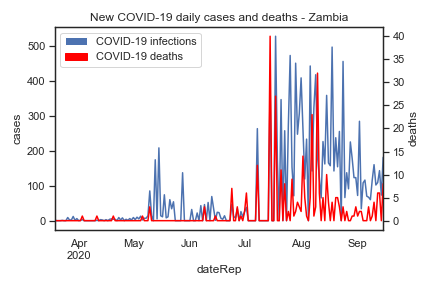 New COVID-19 daily cases and deaths - Zambia
COVID-19 infections
COVID-19 deaths
500
400
300
200
100
0
cases
40
35
30
25
20
15
10
5
0
deaths
Apr
2020
May
Jun
Jul
Aug
Sep
dateRep